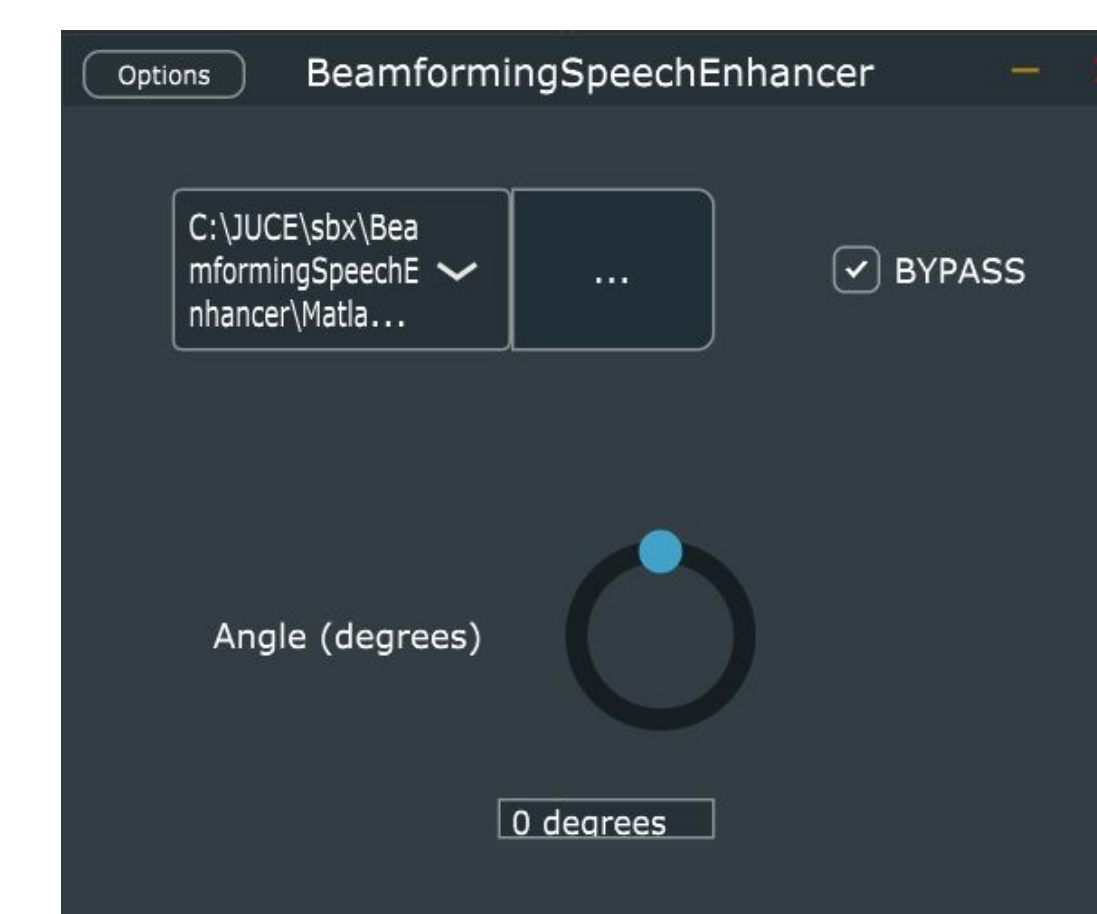 Options
BeamformingSpeechEnhancer
C:\JUCE\sbx\Bea
mformingSpeechE
nhancer\Matla...
...
BYPASS
Angle (degrees)
0 degrees